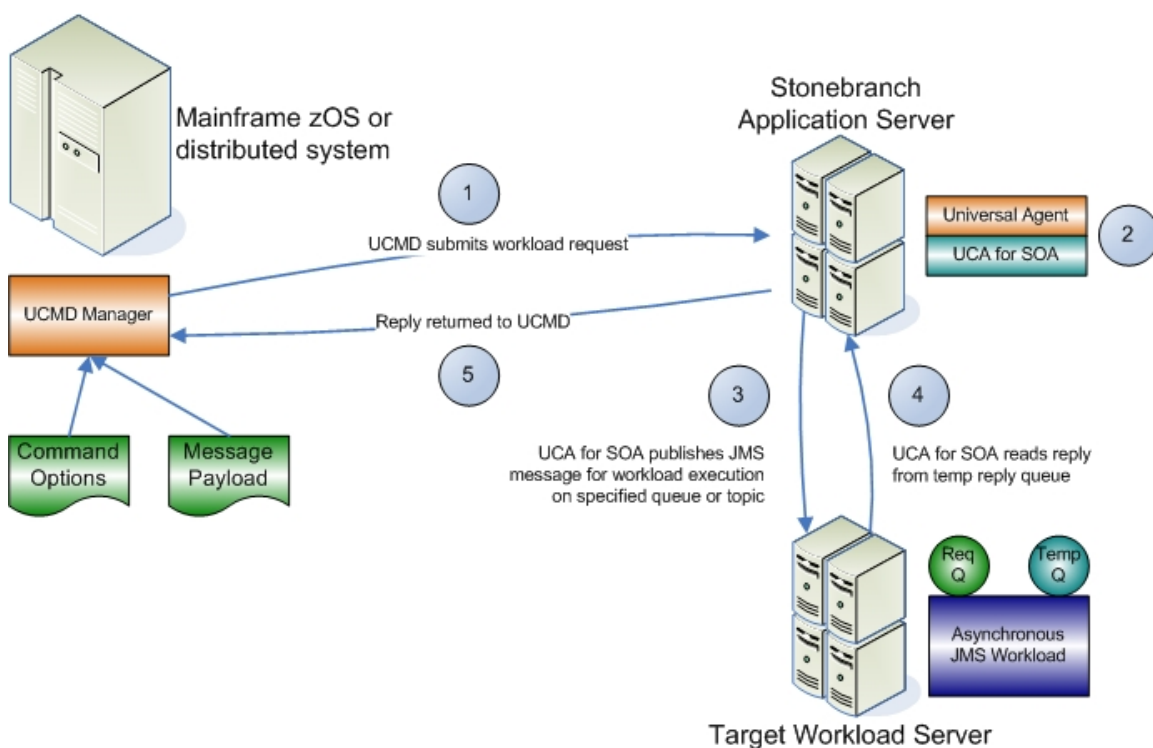 Mainframe zOS or
distributed system
Stonebranch
Application Server
1
UCMD submits workload request
Universal Agent
UCA for SOA
2
UCMD Manager
Reply returned to UCMD
5
3
4
Command
Options
Message
Payload
UCA for SOA publishes JMS
message for workload execution
on specified queue or topic
UCA for SOA reads reply
from temp reply queue
Req
Q
Temp
Q
Asynchronous
JMS Workload
Target Workload Server